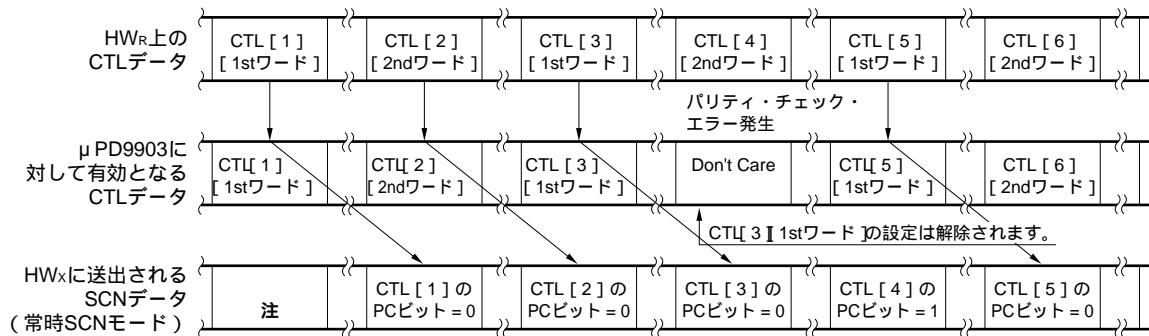 HWR上の
CTLデータ
CTL [ 1 ]
[ 1stワード ]
CTL [ 2 ]
[ 2ndワード ]
CTL [ 3 ]
[ 1stワード ]
CTL [ 4 ]
[ 2ndワード ]
CTL [ 5 ]
[ 1stワード ]
CTL [ 6 ]
[ 2ndワード ]
パリティ・チェック・
エラー発生
μPD9903に
対して有効となる
CTLデータ
CTL[ 1 ]
[ 1stワード ]
CTL[ 2 ]
[ 2ndワード ]
CTL [ 3 ]
[ 1stワード ]
Don't Care
CTL[ 5 ]
[ 1stワード ]
CTL [ 6 ]
[ 2ndワード ]
CTL[ 3 ][ 1stワード ]の設定は解除されます。
HWXに送出される
SCNデータ
(常時SCNモード)
注
CTL [ 1 ] の
PCビット = 0
CTL [ 2 ] の
PCビット = 0
CTL [ 3 ] の
PCビット = 0
CTL [ 4 ] の
PCビット = 1
CTL [ 5 ] の
PCビット = 0